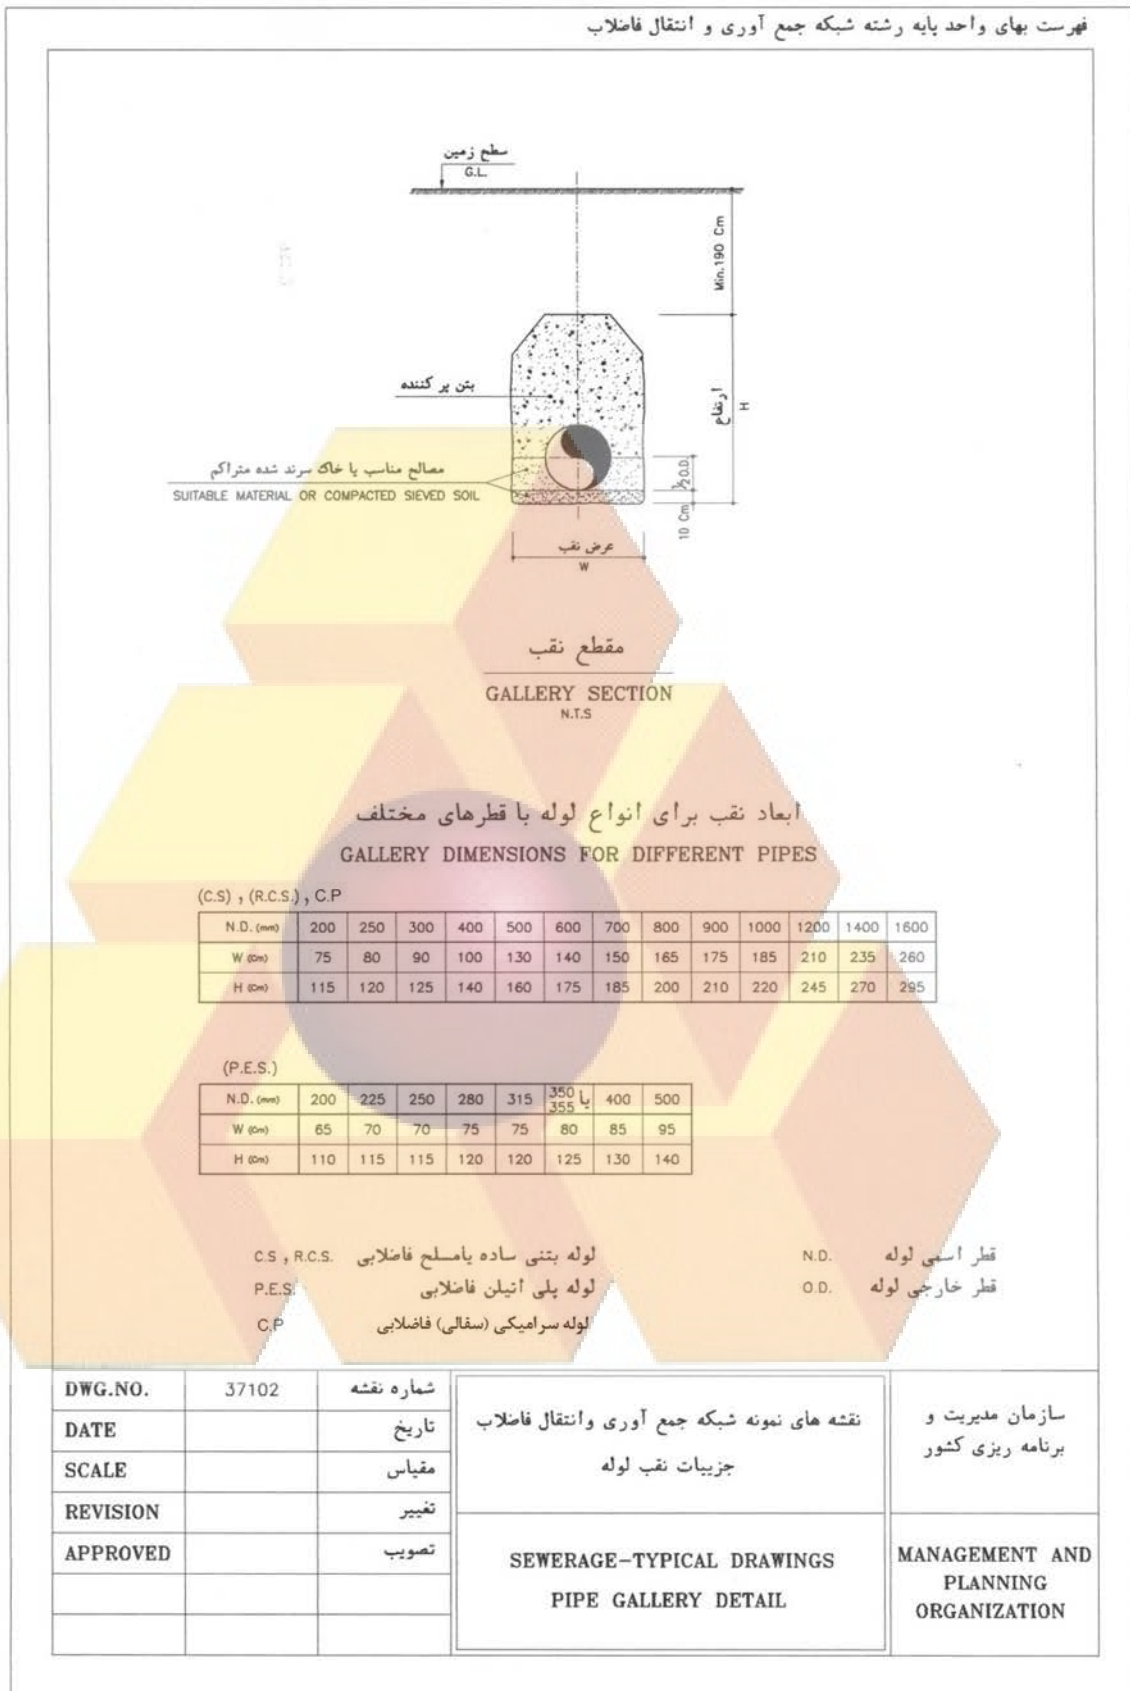 فهرست بهای واحد پایه رشته شبکه جمع آوری و انتقال فاضلاب
سطح زمین
G.L.
Min.190 Cm
بتن پر کننده
ارتفاع
H
مصالح مناسب یا خاک سرند شده متراکم
SUITABLE MATERIAL OR COMPACTED SIEVED SOIL
½O.D.
10 Cm
عرض نقب
W
مقطع نقب
GALLERY SECTION
N.T.S
ابعاد نقب برای انواع لوله با قطرهای مختلف
GALLERY DIMENSIONS FOR DIFFERENT PIPES
(C.S) , (R.C.S.) , C.P
N.D. (mm) 200 250 300 400 500 600 700 800 900 1000 1200 1400 1600
W (Cm) 75 80 90 100 130 140 150 165 175 185 210 235 260
H (Cm) 115 120 125 140 160 175 185 200 210 220 245 270 295
(P.E.S.)
N.D. (mm) 200 225 250 280 315 350 یا 355 400 500
W (Cm) 65 70 70 75 75 80 85 95
H (Cm) 110 115 115 120 120 125 130 140
قطر اسمی لوله N.D.
لوله بتنی ساده یامسلح فاضلابی C.S , R.C.S.
قطر خارجی لوله O.D.
لوله پلی اتیلن فاضلابی P.E.S.
لوله سرامیکی (سفالی) فاضلابی C.P
DWG.NO. 37102 شماره نقشه
DATE تاریخ
SCALE مقیاس
REVISION تغییر
APPROVED تصویب
نقشه های نمونه شبکه جمع آوری وانتقال فاضلاب
جزییات نقب لوله
SEWERAGE-TYPICAL DRAWINGS
PIPE GALLERY DETAIL
سازمان مدیریت و
برنامه ریزی کشور
MANAGEMENT AND
PLANNING
ORGANIZATION